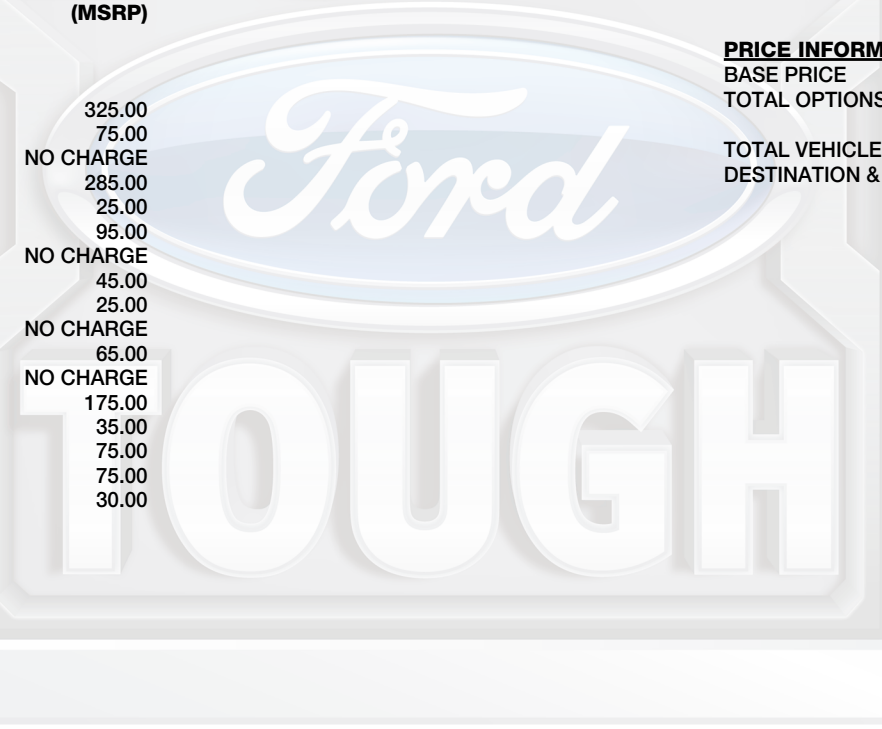 (MSRP)
325.00
75.00
NO CHARGE
285.00
25.00
95.00
NO CHARGE
45.00
25.00
NO CHARGE
65.00
NO CHARGE
175.00
35.00
75.00
75.00
30.00
PRICE INFORM
BASE PRICE
TOTAL OPTIONS
TOTAL VEHICLE
DESTINATION &
Ford
TOUGH